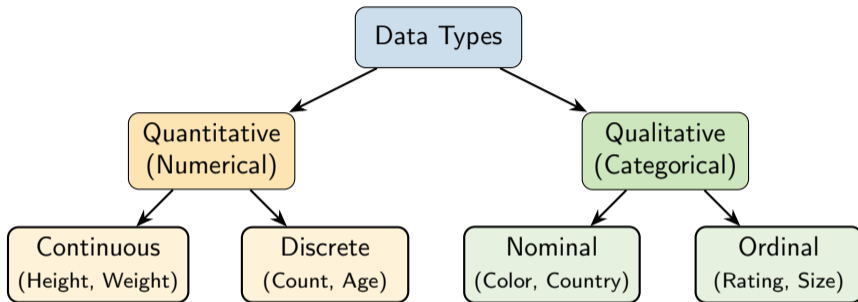 Data Types
Quantitative
(Numerical)
Qualitative
(Categorical)
Continuous
(Height, Weight)
Discrete
(Count, Age)
Nominal
(Color, Country)
Ordinal
(Rating, Size)